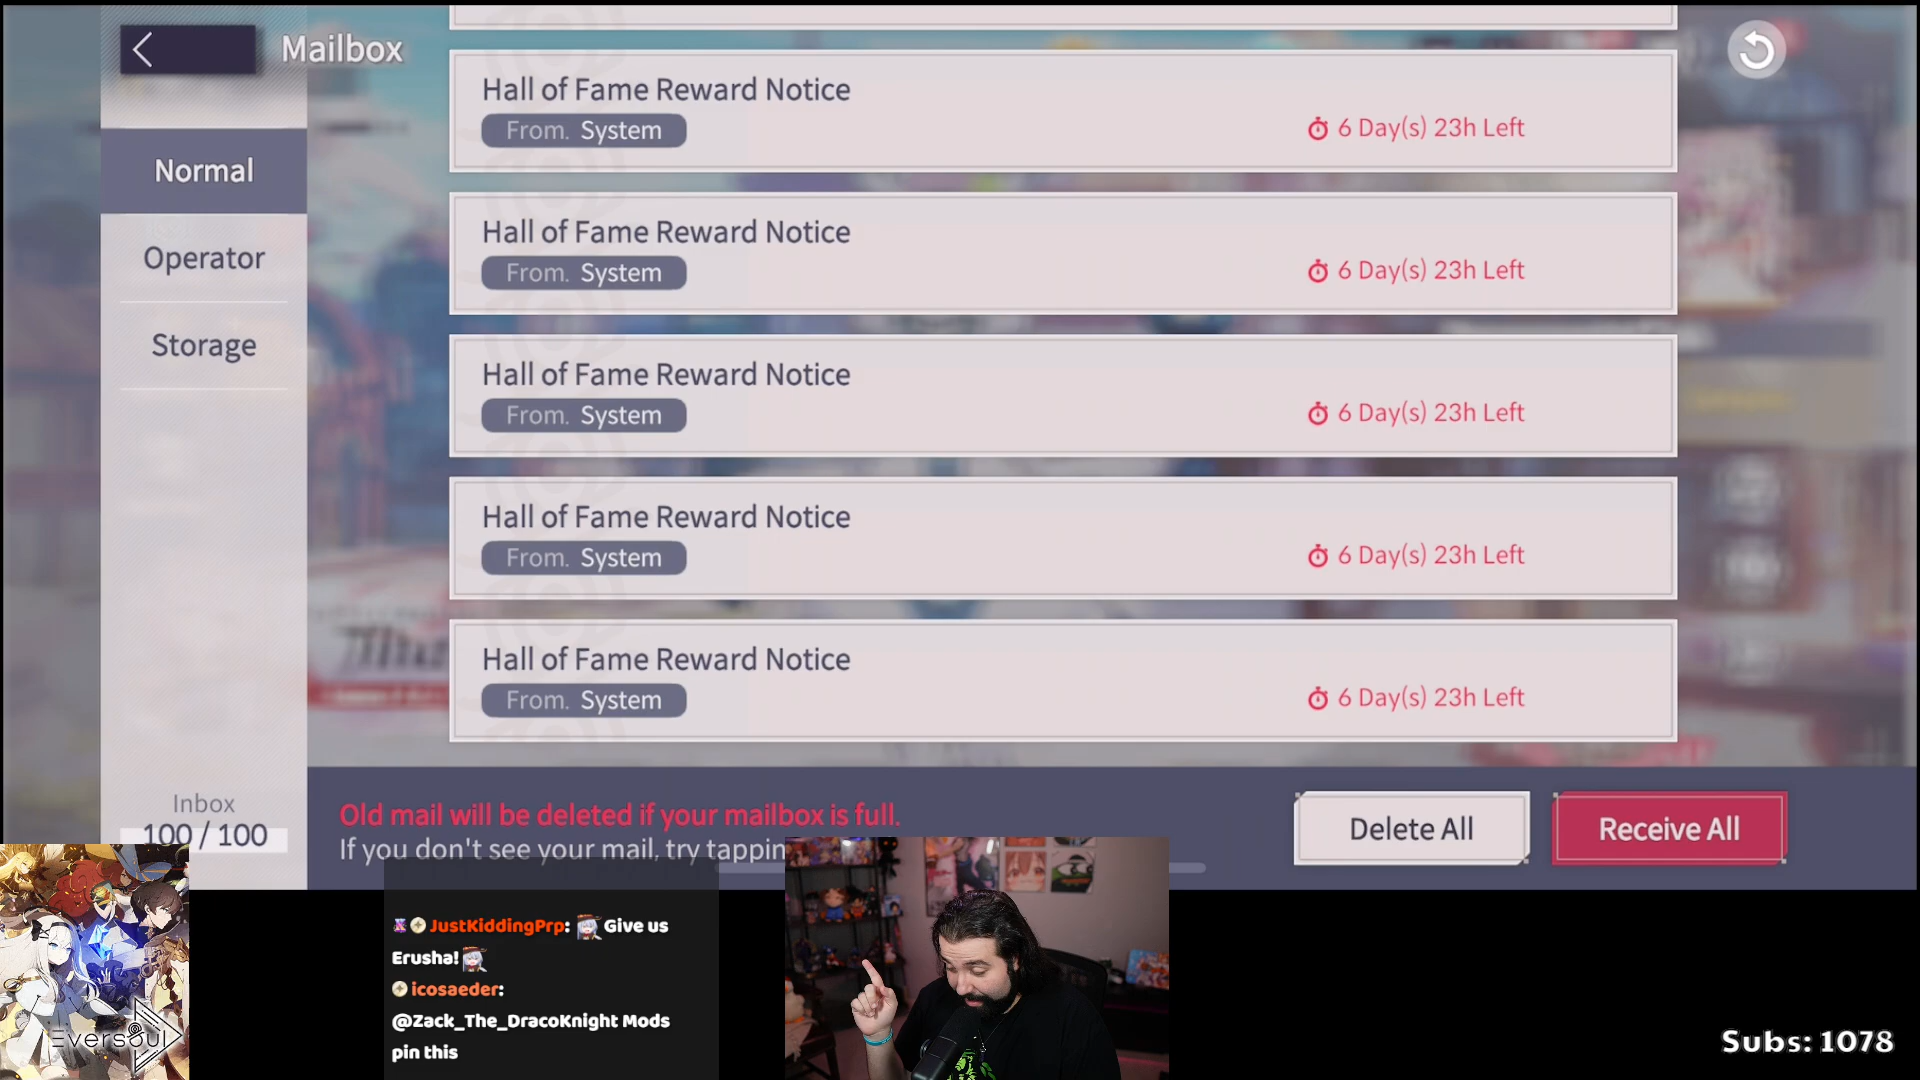 Mailbox
Normal
Operator
Storage
Inbox
100 / 100
Hall of Fame Reward Notice
From. System
6 Day(s) 23h Left
Hall of Fame Reward Notice
From. System
6 Day(s) 23h Left
Hall of Fame Reward Notice
From. System
6 Day(s) 23h Left
Hall of Fame Reward Notice
From. System
6 Day(s) 23h Left
Hall of Fame Reward Notice
From. System
6 Day(s) 23h Left
Old mail will be deleted if your mailbox is full.
If you don't see your mail, try
Delete All
Receive All
Eversoul
JustKiddingPrp: Give us
Erusha!
icosaeder:
@Zack_The_DracoKnight Mods
pin this
Subs: 1078